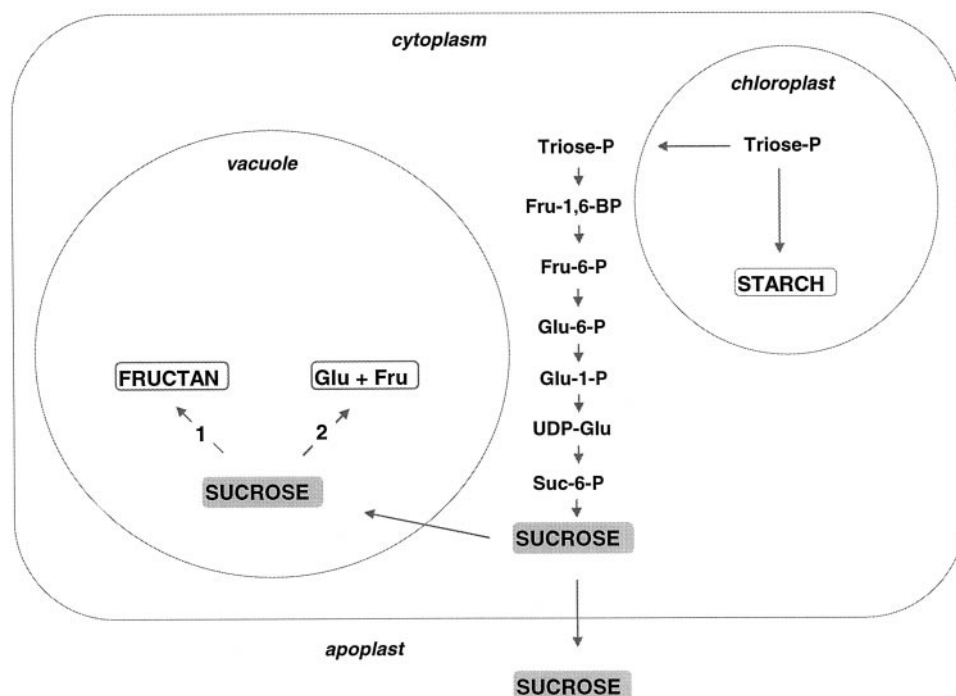 cytoplasm
chloroplast
Triose-P
Triose-P
vacuole
Fru-1,6-BP
Fru-6-P
STARCH
Glu-6-P
FRUCTAN
Glu + Fru
Glu-1-P
1
2
UDP-Glu
Suc-6-P
SUCROSE
SUCROSE
apoplast
SUCROSE